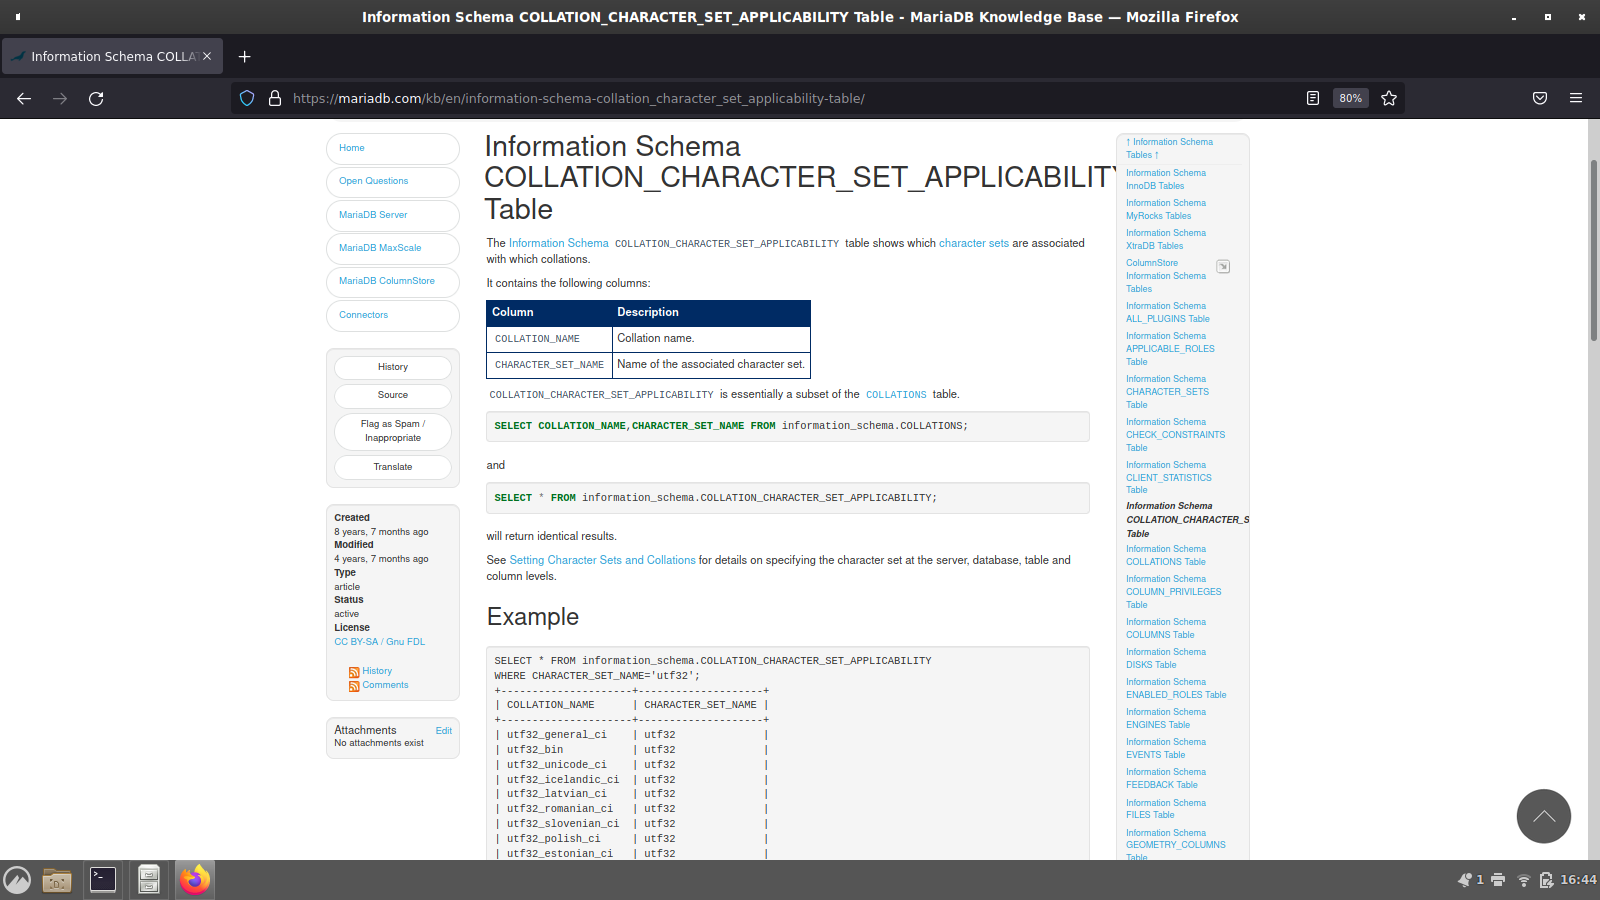 Information Schema COLLATION_CHARACTER_SET_APPLICABILITY Table - MariaDB Knowledge Base — Mozilla Firefox
Information Schema COLLA
https://mariadb.com/kb/en/information-schema-collation_character_set_applicability-table/
80%
Home
Open Questions
MariaDB Server
MariaDB MaxScale
MariaDB ColumnStore
Connectors
History
Source
Flag as Spam /
Inappropriate
Translate
Created
8 years, 7 months ago
Modified
4 years, 7 months ago
Type
article
Status
active
License
CC BY-SA / Gnu FDL
History
Comments
Attachments Edit
No attachments exist
Information Schema
COLLATION_CHARACTER_SET_APPLICABILITY
Table
The Information Schema COLLATION_CHARACTER_SET_APPLICABILITY table shows which character sets are associated
with which collations.
It contains the following columns:
Column Description
COLLATION_NAME Collation name.
CHARACTER_SET_NAME Name of the associated character set.
COLLATION_CHARACTER_SET_APPLICABILITY is essentially a subset of the COLLATIONS table.
SELECT COLLATION_NAME,CHARACTER_SET_NAME FROM information_schema.COLLATIONS;
and
SELECT * FROM information_schema.COLLATION_CHARACTER_SET_APPLICABILITY;
will return identical results.
See Setting Character Sets and Collations for details on specifying the character set at the server, database, table and
column levels.
Example
SELECT * FROM information_schema.COLLATION_CHARACTER_SET_APPLICABILITY
WHERE CHARACTER_SET_NAME='utf32';
+---------------------+--------------------+
| COLLATION_NAME      | CHARACTER_SET_NAME |
+---------------------+--------------------+
| utf32_general_ci    | utf32              |
| utf32_bin           | utf32              |
| utf32_unicode_ci    | utf32              |
| utf32_icelandic_ci  | utf32              |
| utf32_latvian_ci    | utf32              |
| utf32_romanian_ci   | utf32              |
| utf32_slovenian_ci  | utf32              |
| utf32_polish_ci     | utf32              |
| utf32_estonian_ci   | utf32              |
↑ Information Schema
Tables ↑
Information Schema
InnoDB Tables
Information Schema
MyRocks Tables
Information Schema
XtraDB Tables
ColumnStore
Information Schema
Tables
Information Schema
ALL_PLUGINS Table
Information Schema
APPLICABLE_ROLES
Table
Information Schema
CHARACTER_SETS
Table
Information Schema
CHECK_CONSTRAINTS
Table
Information Schema
CLIENT_STATISTICS
Table
Information Schema
COLLATION_CHARACTER_S
Table
Information Schema
COLLATIONS Table
Information Schema
COLUMN_PRIVILEGES
Table
Information Schema
COLUMNS Table
Information Schema
DISKS Table
Information Schema
ENABLED_ROLES Table
Information Schema
ENGINES Table
Information Schema
EVENTS Table
Information Schema
FEEDBACK Table
Information Schema
FILES Table
Information Schema
GEOMETRY_COLUMNS
Table
1
16:44